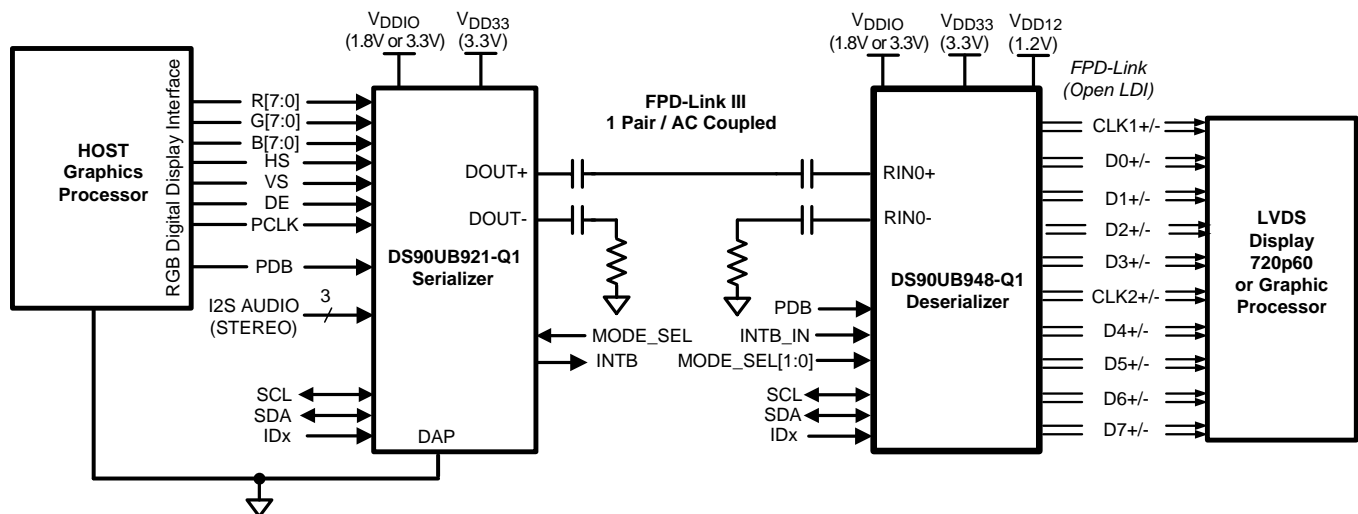 HOST
Graphics
Processor
RGB Digital Display Interface
R[7:0]
G[7:0]
B[7:0]
HS
VS
DE
PCLK
PDB
I2S AUDIO
(STEREO)
3
SCL
SDA
IDx
VDDIO
(1.8V or 3.3V)
VDD33
(3.3V)
DOUT+
DOUT-
DS90UB921-Q1
Serializer
DAP
MODE_SEL
INTB
FPD-Link III
1 Pair / AC Coupled
VDDIO
(1.8V or 3.3V)
VDD33
(3.3V)
VDD12
(1.2V)
RIN0+
RIN0-
DS90UB948-Q1
Deserializer
PDB
INTB_IN
MODE_SEL[1:0]
SCL
SDA
IDx
FPD-Link
(Open LDI)
CLK1+/-
D0+/-
D1+/-
D2+/-
D3+/-
CLK2+/-
D4+/-
D5+/-
D6+/-
D7+/-
LVDS
Display
720p60
or Graphic
Processor